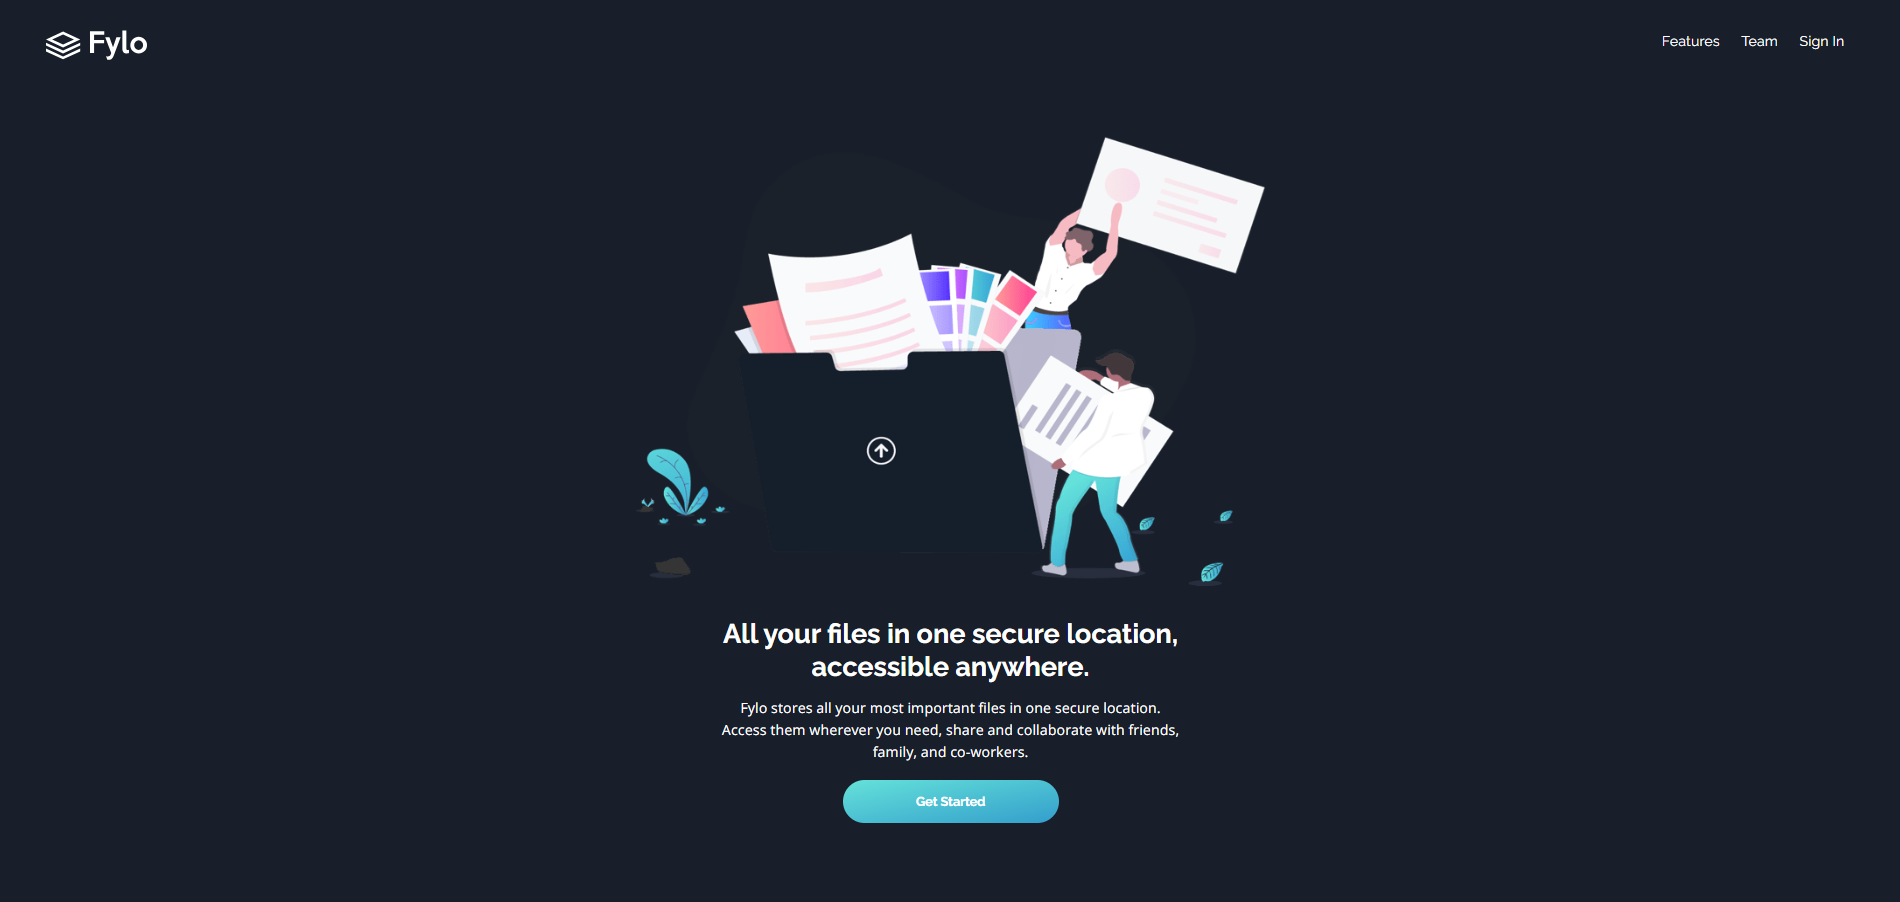 Fylo
Features Team Sign In
All your files in one secure location,
accessible anywhere.
Fylo stores all your most important files in one secure location.
Access them wherever you need, share and collaborate with friends,
family, and co-workers.
Get Started